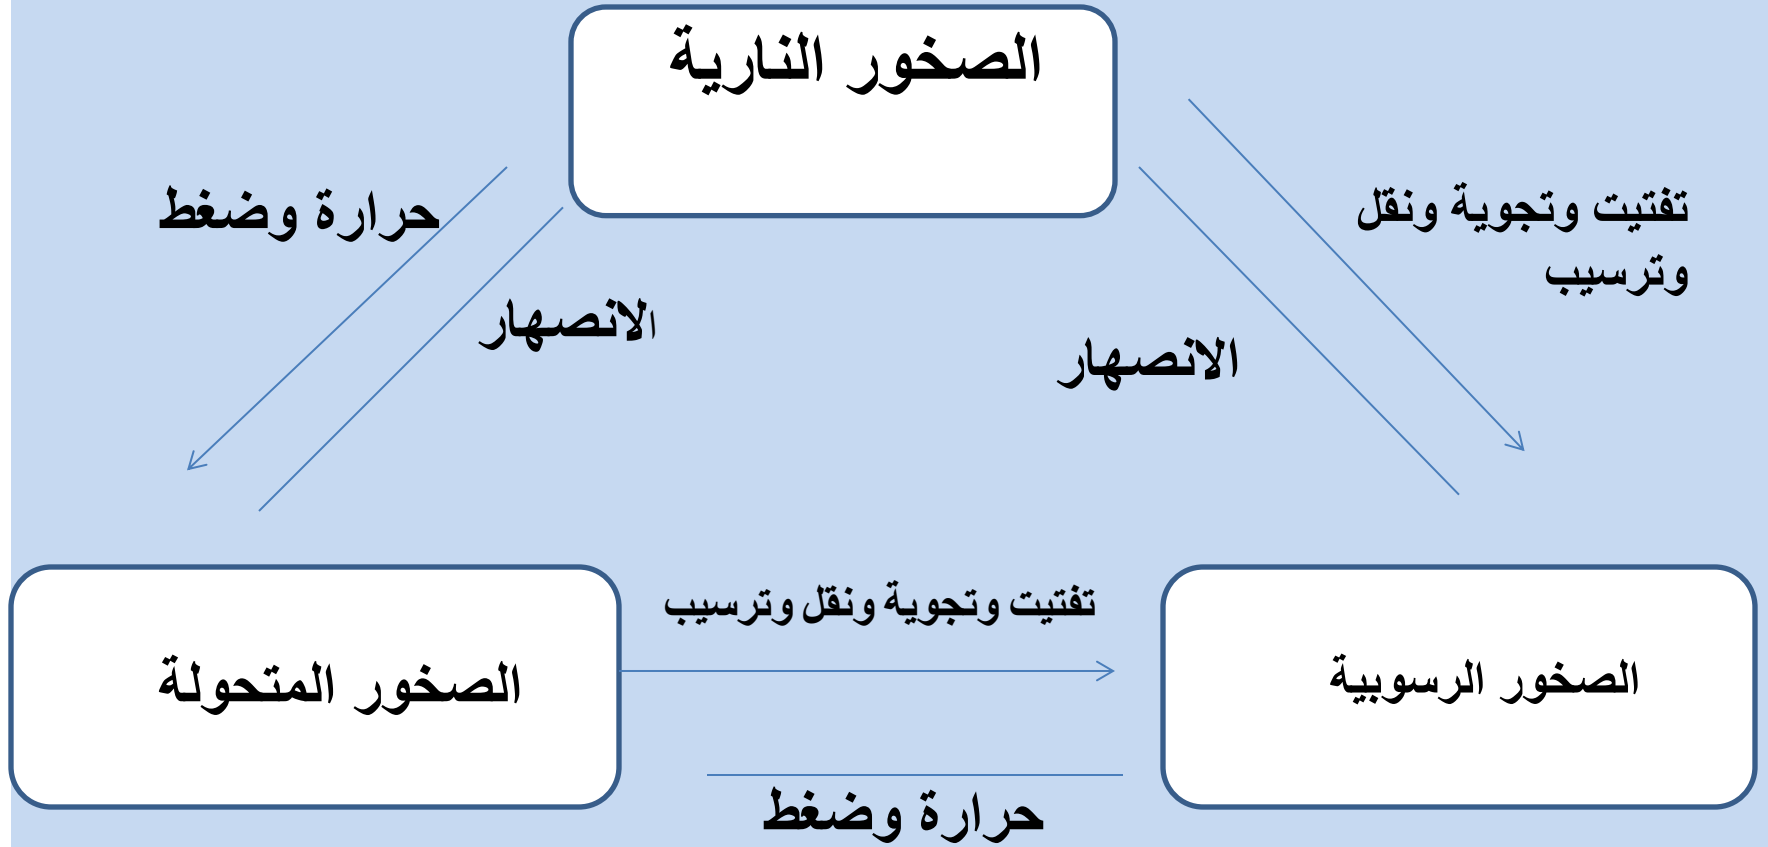 الصخور النارية
تفتيت وتجوية ونقل
وترسيب
حرارة وضغط
الانصهار
الانصهار
تفتيت وتجوية ونقل وترسيب
الصخور الرسوبية
الصخور المتحولة
حرارة وضغط